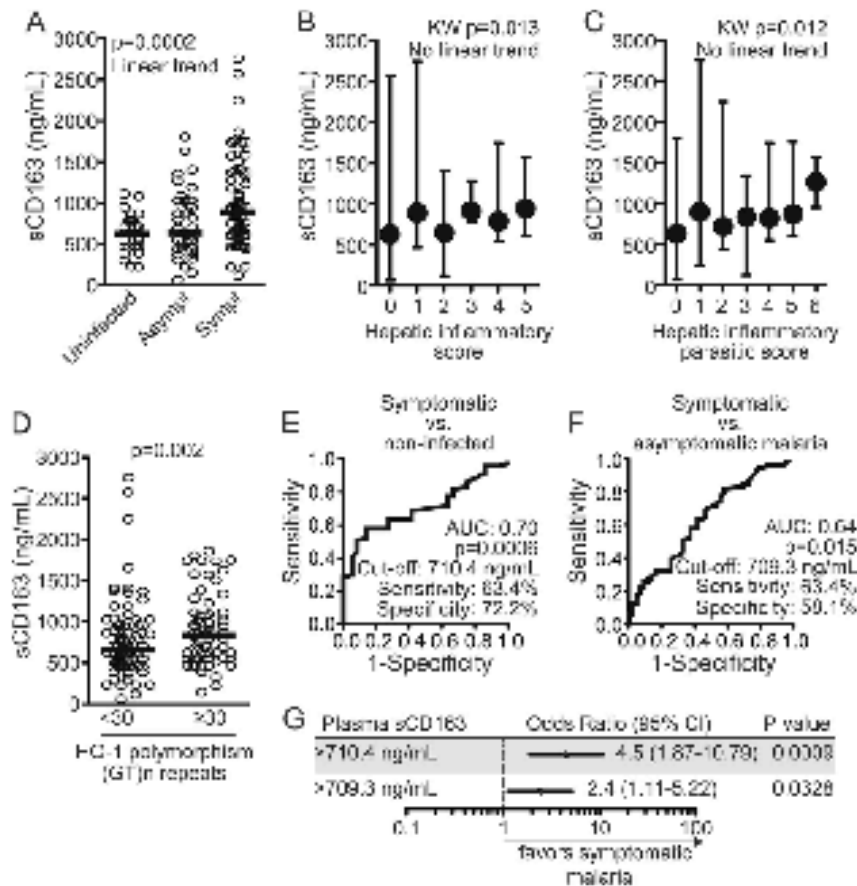 A
p=0.0002
Linear trend
sCD163 (ng/mL)
3000
2500
2000
1500
1000
500
0
Uninfected
Asympt
Sympt
B
KW p=0.013
No linear trend
sCD163 (ng/mL)
3000
2500
2000
1500
1000
500
0
0 1 2 3 4 5
Hepatic inflammatory
score
C
KW p=0.012
No linear trend
sCD163 (ng/mL)
3000
2500
2000
1500
1000
500
0
0 1 2 3 4 5 6
Hepatic inflammatory
parasitic score
D
p=0.002
sCD163 (ng/mL)
3000
2500
2000
1500
1000
500
0
<30 ≥30
HO-1 polymorphism
(GT)n repeats
E
Symptomatic
vs.
non-infected
Sensitivity
1.0
0.8
0.6
0.4
0.2
0.0
AUC: 0.70
p=0.0006
Cut-off: 710.4 ng/mL
Sensitivity: 63.4%
Specificity: 72.2%
0.0 0.2 0.4 0.6 0.8 1.0
1-Specificity
F
Symptomatic
vs.
asymptomatic malaria
Sensitivity
1.0
0.8
0.6
0.4
0.2
0.0
AUC: 0.64
p=0.015
Cut-off: 709.3 ng/mL
Sensitivity: 63.4%
Specificity:
0.0 0.2 0.4 0.6 0.8 1.0
1-Specificity
G
Plasma sCD163 Odds Ratio (95% CI) P value
>710.4 ng/mL 4.5 (1.87-10.79) 0.0009
>709.3 ng/mL 2.4 (1.11-5.22) 0.0328
0.1 1 10 100
favors symptomatic
malaria